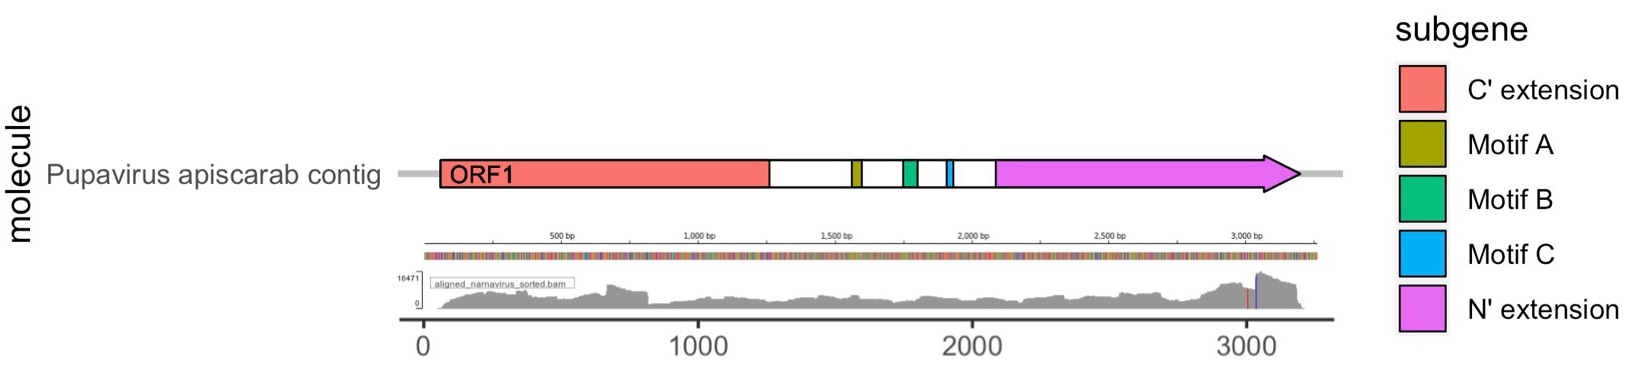 subgene
C' extension
Motif A
Motif B
Motif C
N' extension
molecule
Pupavirus apiscarab contig
ORF1
500 bp 1,000 bp 1,500 bp 2,000 bp 2,500 bp 3,000 bp
16471
aligned_narnavirus_sorted.bam
0
0 1000 2000 3000